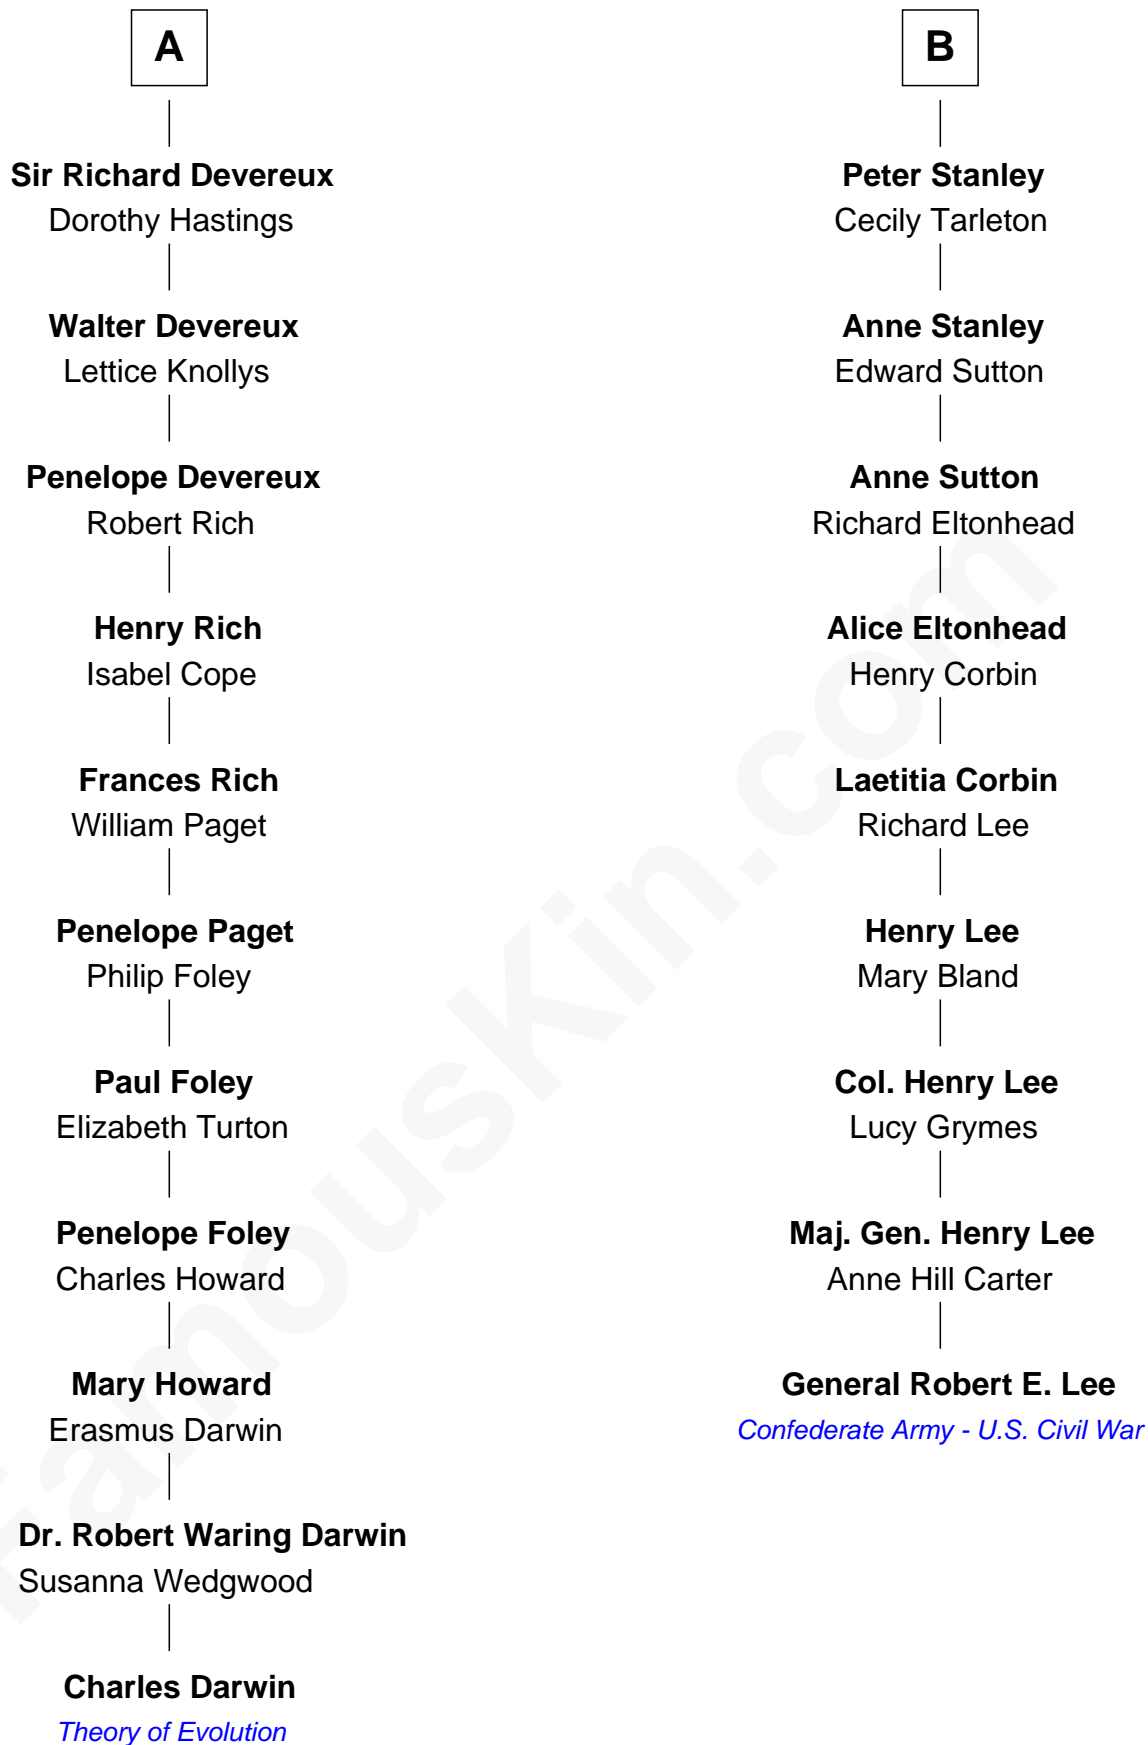 A
Sir Richard Devereux
Dorothy Hastings
Walter Devereux
Lettice Knollys
Penelope Devereux
Robert Rich
Henry Rich
Isabel Cope
Frances Rich
William Paget
Penelope Paget
Philip Foley
Paul Foley
Elizabeth Turton
Penelope Foley
Charles Howard
Mary Howard
Erasmus Darwin
Dr. Robert Waring Darwin
Susanna Wedgwood
Charles Darwin
Theory of Evolution
B
Peter Stanley
Cecily Tarleton
Anne Stanley
Edward Sutton
Anne Sutton
Richard Eltonhead
Alice Eltonhead
Henry Corbin
Laetitia Corbin
Richard Lee
Henry Lee
Mary Bland
Col. Henry Lee
Lucy Grymes
Maj. Gen. Henry Lee
Anne Hill Carter
General Robert E. Lee
Confederate Army - U.S. Civil War
FamousKin.com